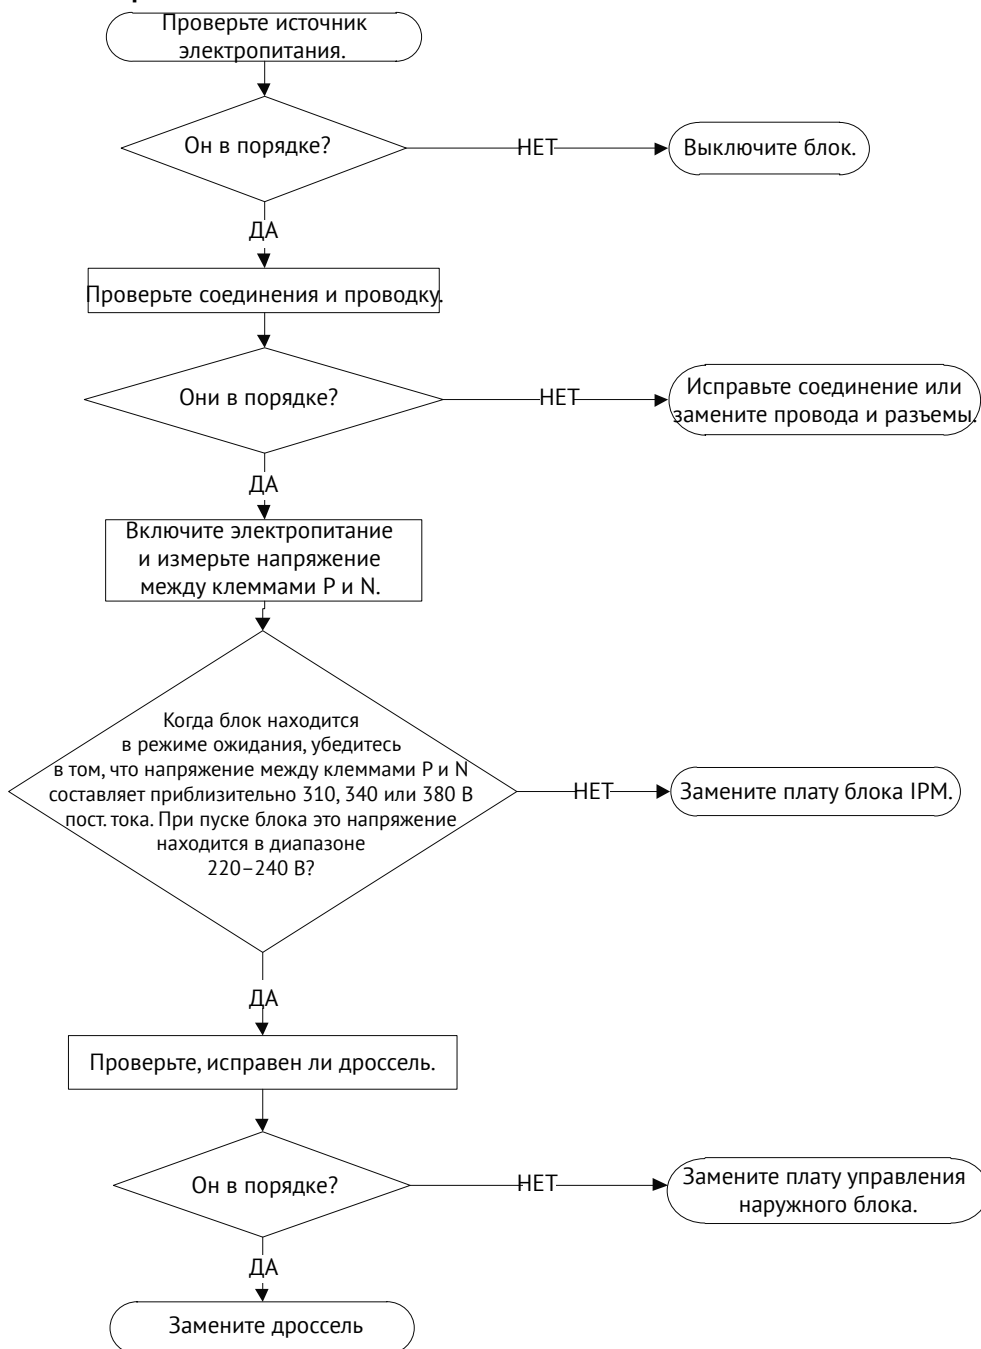 Проверьте источник
электропитания.
Он в порядке?
НЕТ
Выключите блок.
ДА
Проверьте соединения и проводку.
Они в порядке?
НЕТ
Исправьте соединение или
замените провода и разъемы.
ДА
Включите электропитание
и измерьте напряжение
между клеммами P и N.
Когда блок находится
в режиме ожидания, убедитесь
в том, что напряжение между клеммами P и N
составляет приблизительно 310, 340 или 380 В
пост. тока. При пуске блока это напряжение
находится в диапазоне
220–240 В?
НЕТ
Замените плату блока IPM.
ДА
Проверьте, исправен ли дроссель.
Он в порядке?
НЕТ
Замените плату управления
наружного блока.
ДА
Замените дроссель